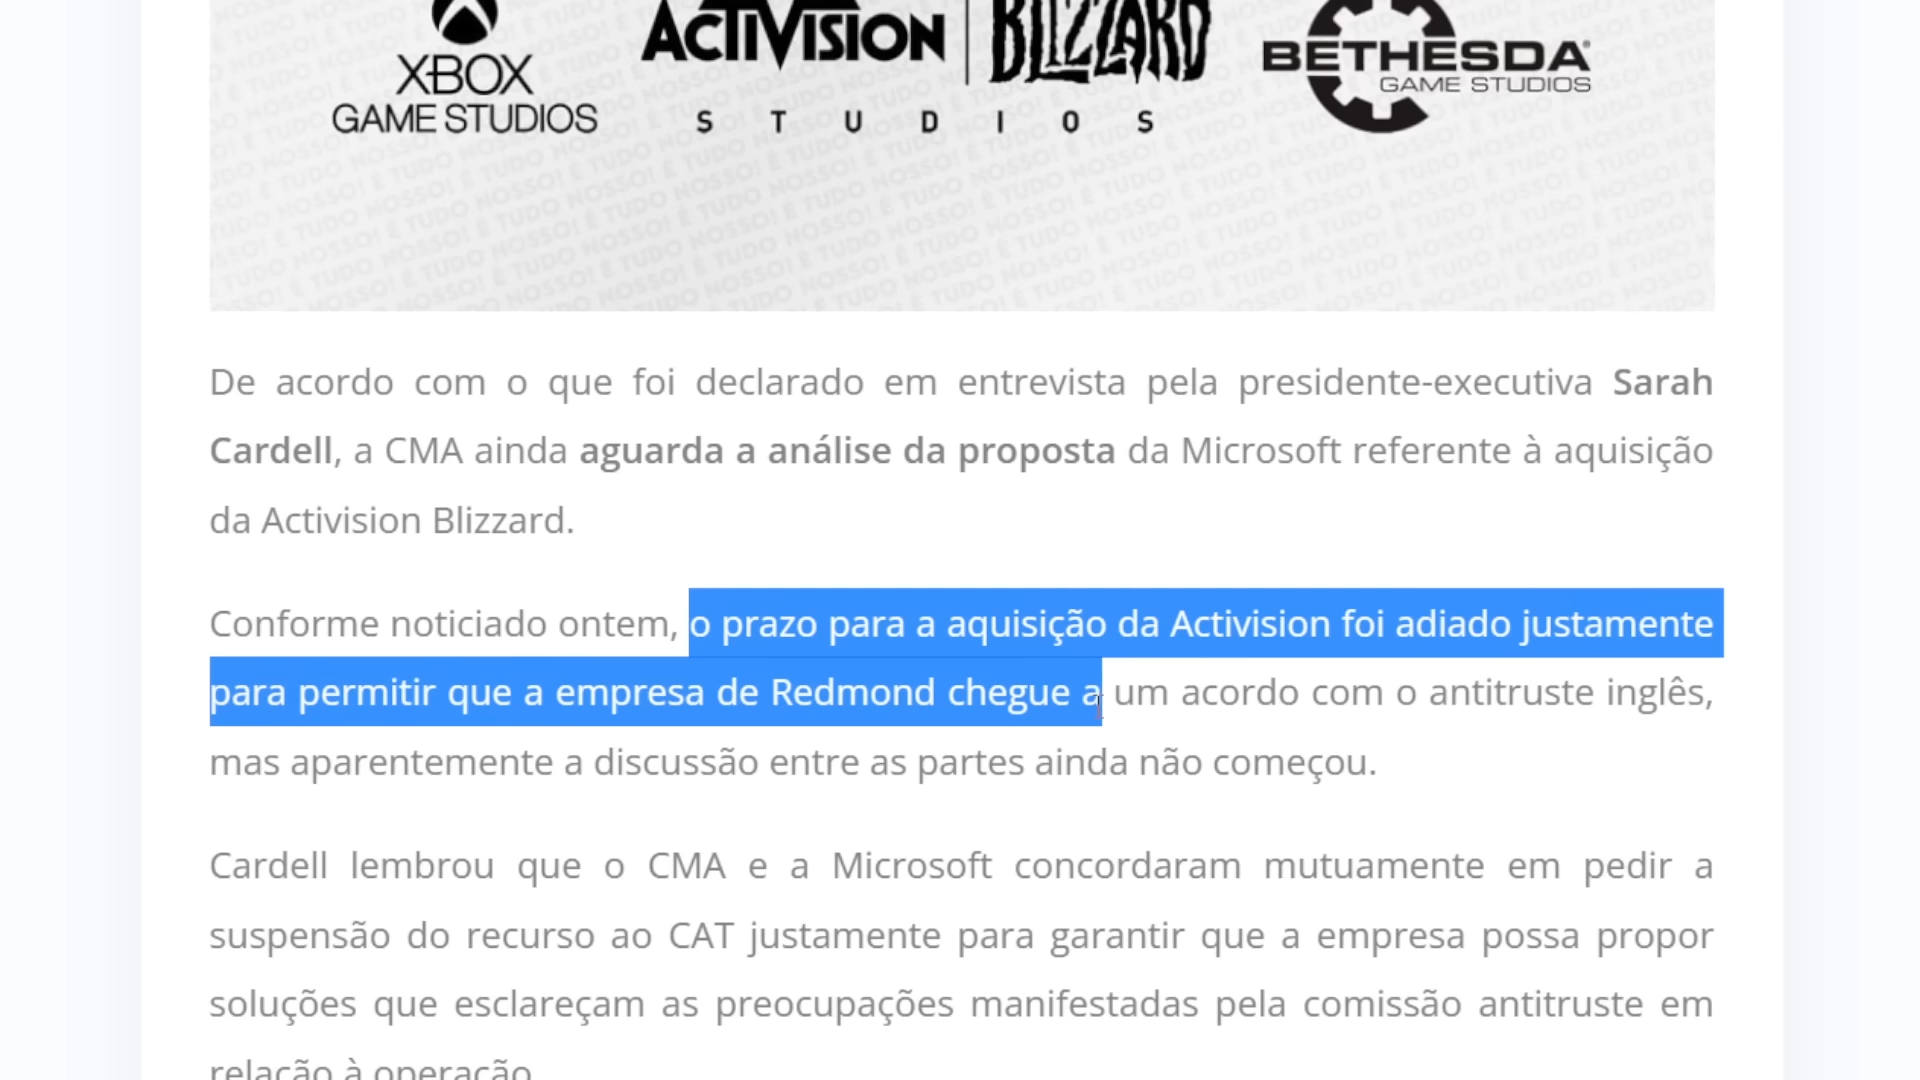 XBOX
GAME STUDIOS
ACTIVISION
BLIZZARD
STUDIOS
BETHESDA
GAME STUDIOS
De acordo com o que foi declarado em entrevista pela presidente-executiva Sarah
Cardell, a CMA ainda aguarda a análise da proposta da Microsoft referente à aquisição
da Activision Blizzard.
Conforme noticiado ontem, o prazo para a aquisição da Activision foi adiado justamente
para permitir que a empresa de Redmond chegue a um acordo com o antitruste inglês,
mas aparentemente a discussão entre as partes ainda não começou.
Cardell lembrou que o CMA e a Microsoft concordaram mutuamente em pedir a
suspensão do recurso ao CAT justamente para garantir que a empresa possa propor
soluções que esclareçam as preocupações manifestadas pela comissão antitruste em
relação à operação.